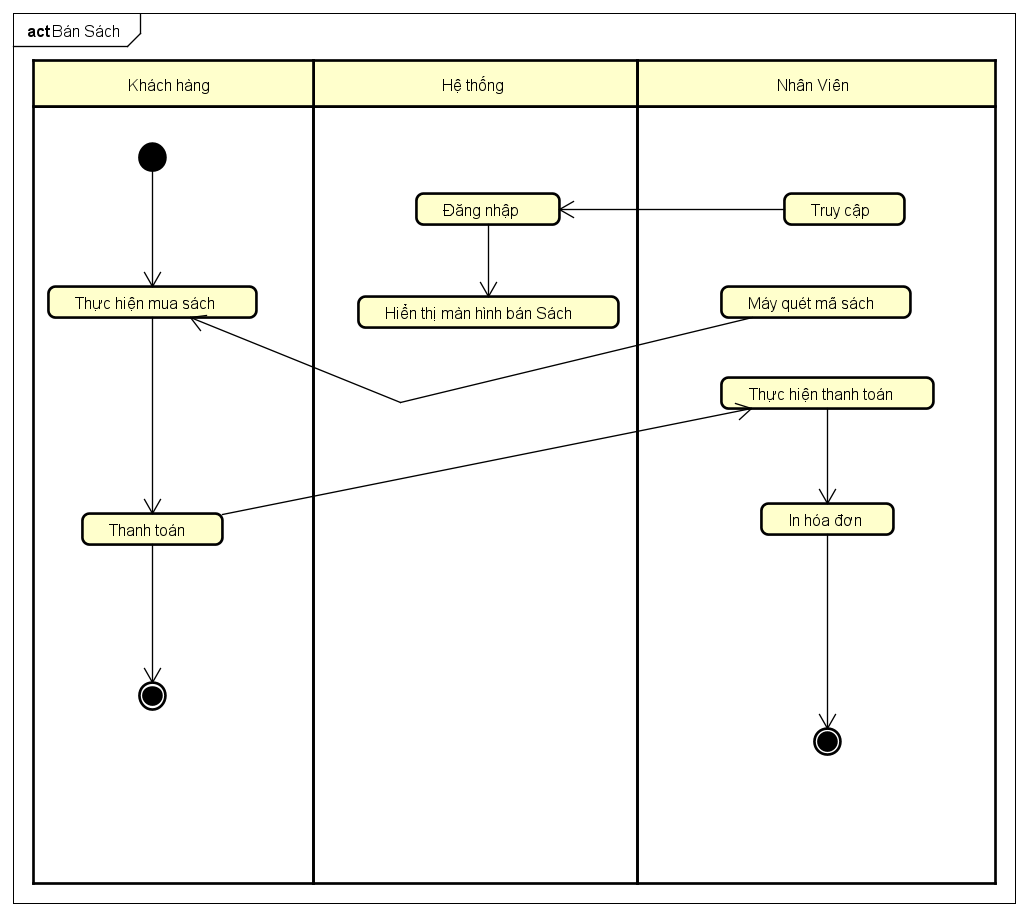 act Bán Sách
Khách hàng
Hệ thống
Nhân Viên
Đăng nhập
Truy cập
Thực hiện mua sách
Hiển thị màn hình bán Sách
Máy quét mã sách
Thực hiện thanh toán
Thanh toán
In hóa đơn